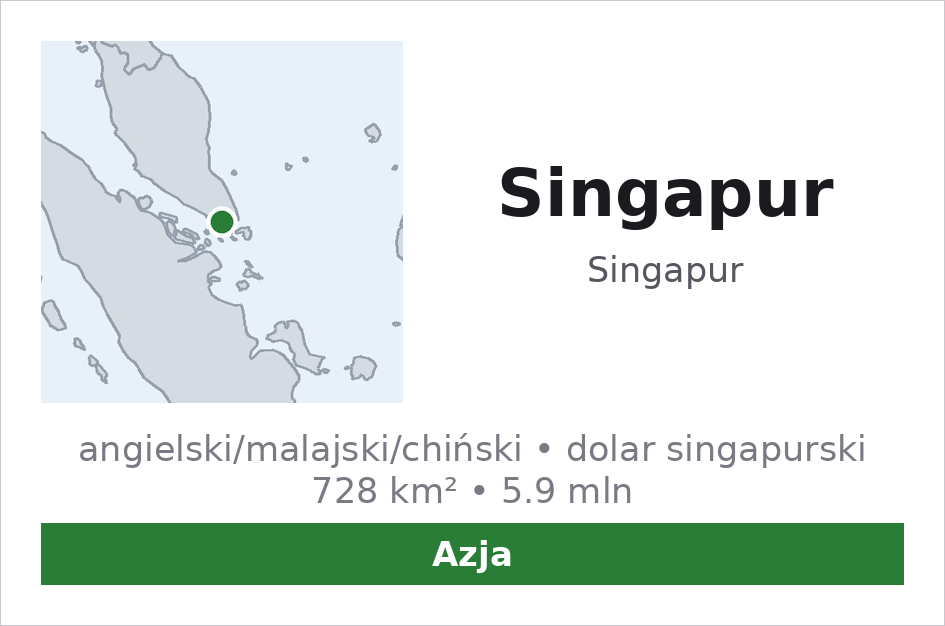 Singapur
Singapur
angielski/malajski/chiński • dolar singapurski
728 km² • 5.9 mln
Azja